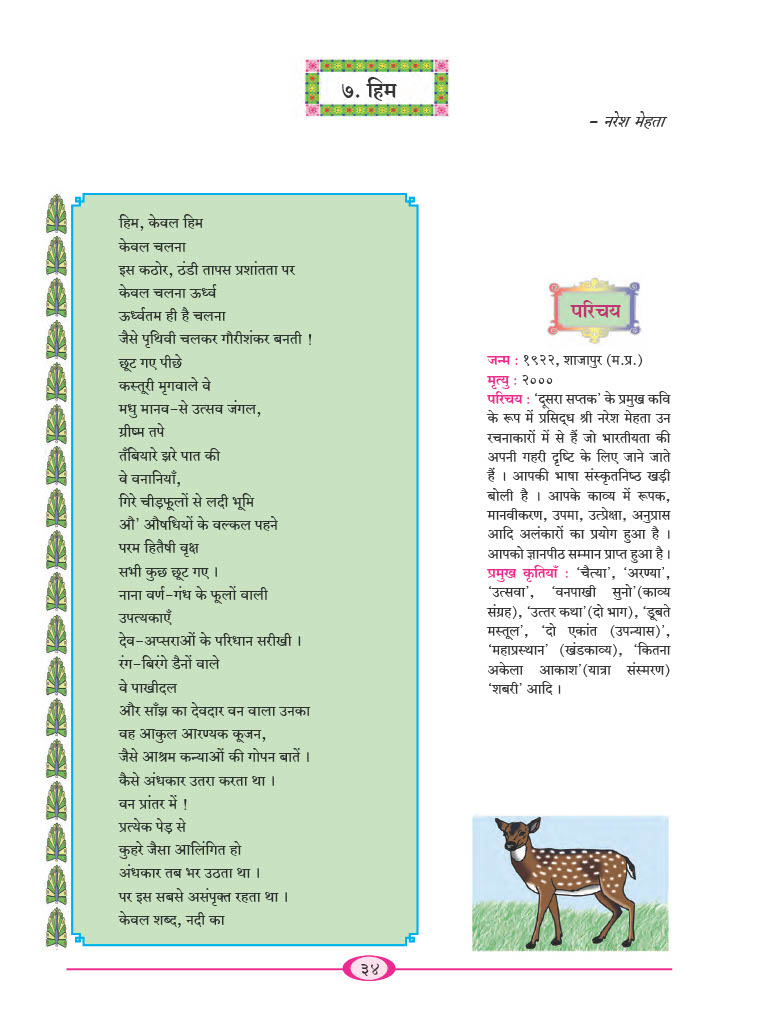 ७. हिम
– नरेश मेहता
हिम, केवल हिम
केवल चलना
इस कठोर, ठंडी तापस प्रशांतता पर
केवल चलना ऊर्ध्व
ऊर्ध्वतम ही है चलना
जैसे पृथिवी चलकर गौरीशंकर बनती !
छूट गए पीछे
कस्तूरी मृगवाले वे
मधु मानव-से उत्सव जंगल,
ग्रीष्म तपे
तँबियारे झरे पात की
वे वनानियाँ,
गिरे चीड़फूलों से लदी भूमि
औ’ औषधियों के वल्कल पहने
परम हितैषी वृक्ष
सभी कुछ छूट गए ।
नाना वर्ण-गंध के फूलों वाली
उपत्यकाएँ
देव-अप्सराओं के परिधान सरीखी ।
रंग-बिरंगे डैनों वाले
वे पाखीदल
और साँझ का देवदार वन वाला उनका
वह आकुल आरण्यक कूजन,
जैसे आश्रम कन्याओं की गोपन बातें ।
कैसे अंधकार उतरा करता था ।
वन प्रांतर में !
प्रत्येक पेड़ से
कुहरे जैसा आलिंगित हो
अंधकार तब भर उठता था ।
पर इस सबसे असंपृक्त रहता था ।
केवल शब्द, नदी का
परिचय
जन्म : १९२२, शाजापुर (म.प्र.)
मृत्यु : २०००
परिचय : ‘दूसरा सप्तक’ के प्रमुख कवि
के रूप में प्रसिद्ध श्री नरेश मेहता उन
रचनाकारों में से हैं जो भारतीयता की
अपनी गहरी दृष्टि के लिए जाने जाते
हैं । आपकी भाषा संस्कृतनिष्ठ खड़ी
बोली है । आपके काव्य में रूपक,
मानवीकरण, उपमा, उत्प्रेक्षा, अनुप्रास
आदि अलंकारों का प्रयोग हुआ है ।
आपको ज्ञानपीठ सम्मान प्राप्त हुआ है ।
प्रमुख कृतियाँ : ‘चैत्या’, ‘अरण्या’,
‘उत्सवा’, ‘वनपाखी सुनो’(काव्य
संग्रह), ‘उत्तर कथा’(दो भाग), ‘डूबते
मस्तूल’, ‘दो एकांत (उपन्यास)’,
‘महाप्रस्थान’ (खंडकाव्य), ‘कितना
अकेला आकाश’(यात्रा संस्मरण)
‘शबरी’ आदि ।
३४